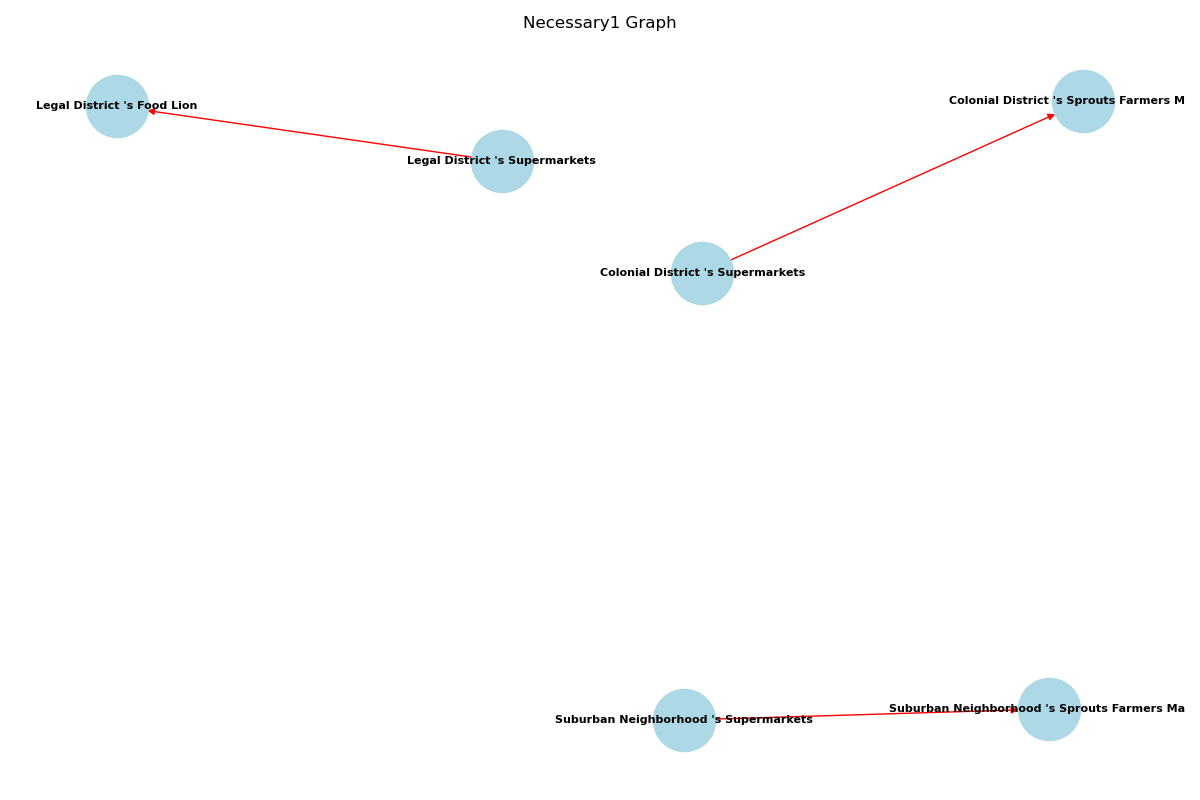 Necessary1 Graph
Legal District 's Food Lion
Colonial District 's Sprouts Farmers M
Legal District 's Supermarkets
Colonial District 's Supermarkets
Suburban Neighborhood 's Supermarkets
Suburban Neighborhood 's Sprouts Farmers Ma